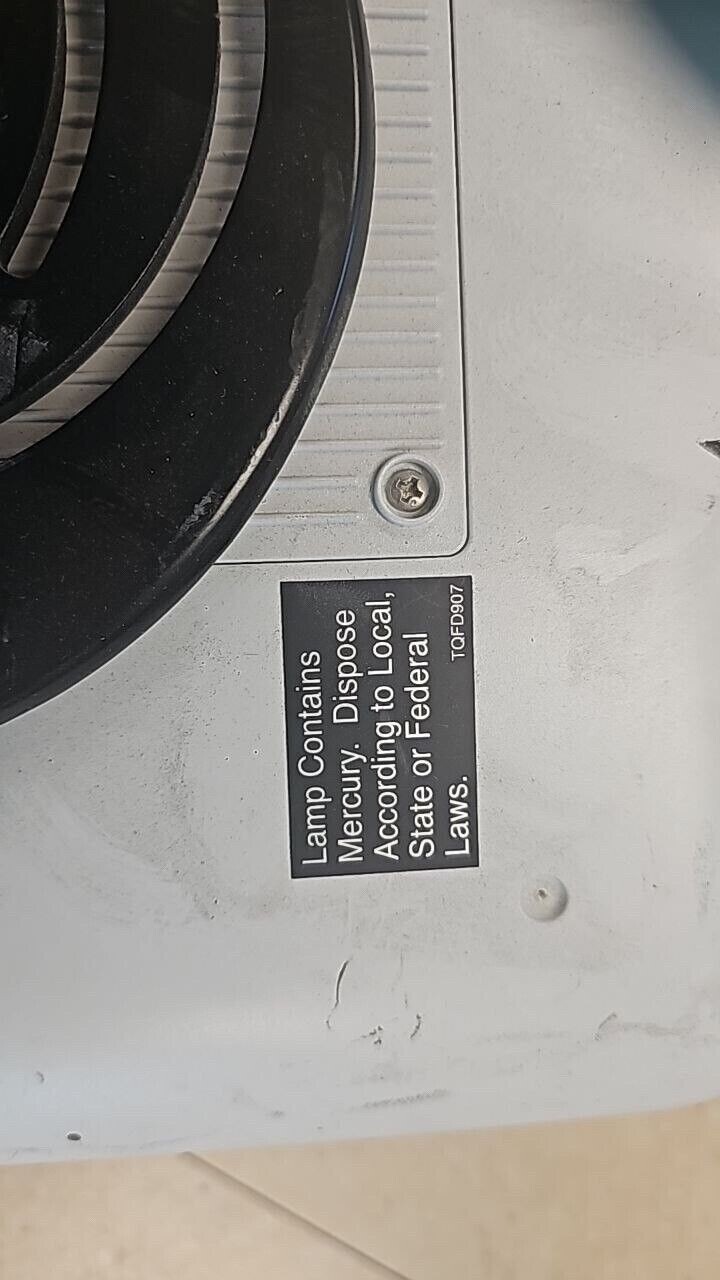 Lamp Contains
Mercury. Dispose
According to Local,
State or Federal
Laws.
TQFD907